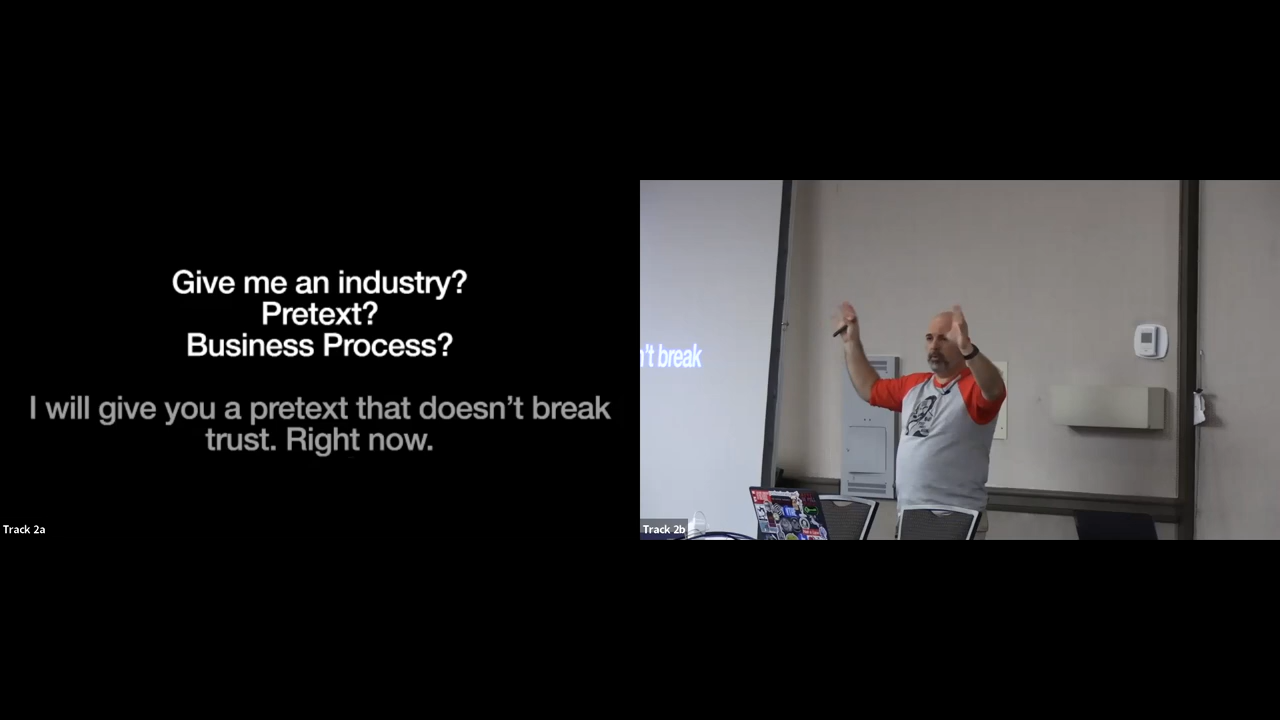 Give me an industry?
Pretext?
Business Process?
I will give you a pretext that doesn’t break
trust. Right now.
Track 2a
n’t break
Track 2b